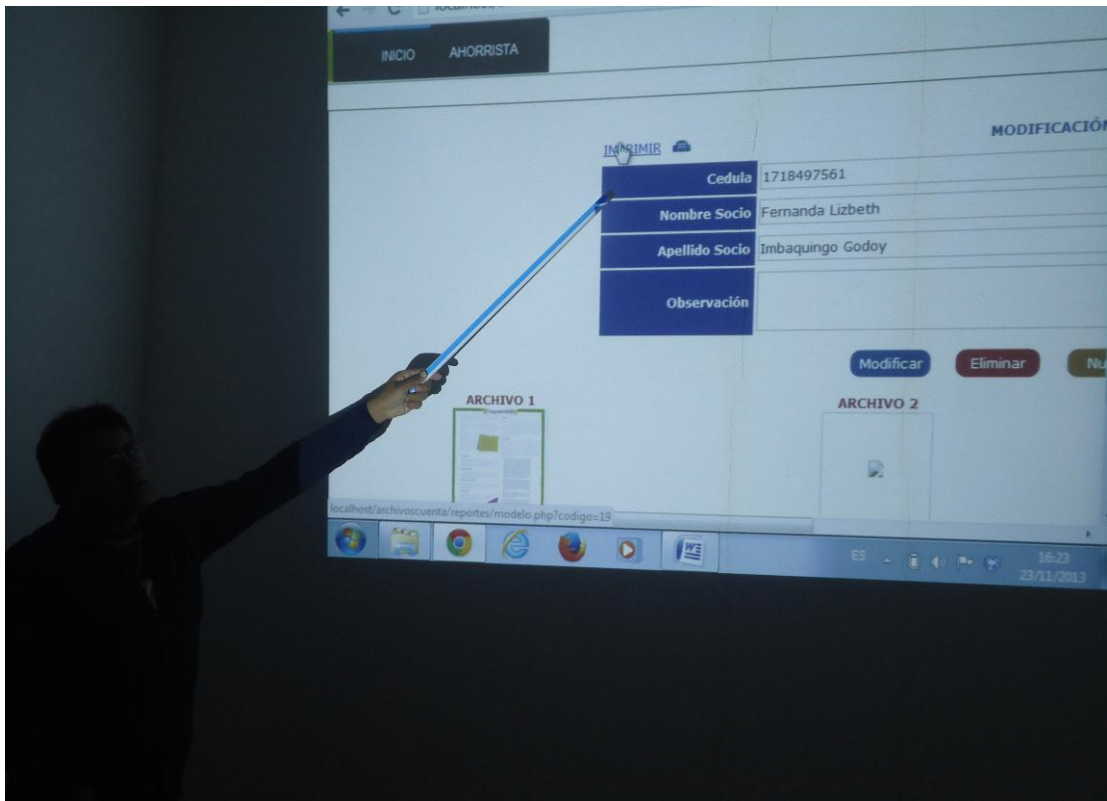 INICIO AHORRISTA
MODIFICACIÓN
IMPRIMIR
Cedula 1718497561
Nombre Socio Fernanda Lizbeth
Apellido Socio Imbaquingo Godoy
Observación
Modificar Eliminar Nu
ARCHIVO 1 ARCHIVO 2
localhost/archivoscuenta/reportes/modelo.php?codigo=19
ES 16:23
23/11/2013